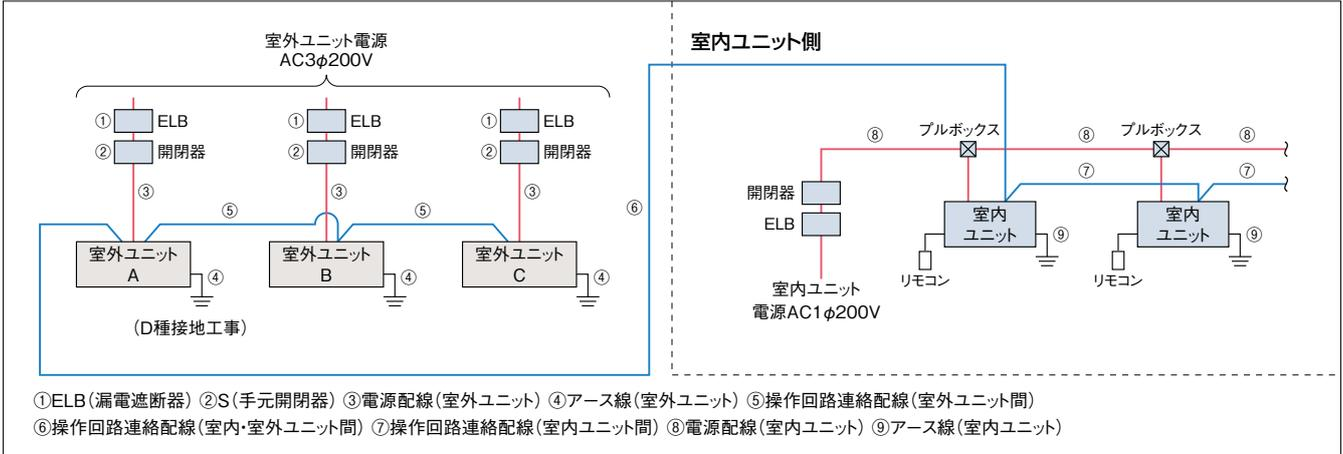 室外ユニット電源
AC3φ200V
① ELB
① ELB
① ELB
② 開閉器
② 開閉器
② 開閉器
③
③
③
⑤
⑤
⑥
室外ユニット
A
④
室外ユニット
B
④
室外ユニット
C
④
（D種接地工事）
室内ユニット側
⑧
プルボックス
⑧
プルボックス
⑧
⑦
⑦
開閉器
ELB
室内ユニット
電源AC1φ200V
室内
ユニット
⑨
リモコン
室内
ユニット
⑨
リモコン
①ELB（漏電遮断器） ②S（手元開閉器） ③電源配線（室外ユニット） ④アース線（室外ユニット） ⑤操作回路連絡配線（室外ユニット間）
⑥操作回路連絡配線（室内・室外ユニット間） ⑦操作回路連絡配線（室内ユニット間） ⑧電源配線（室内ユニット） ⑨アース線（室内ユニット）